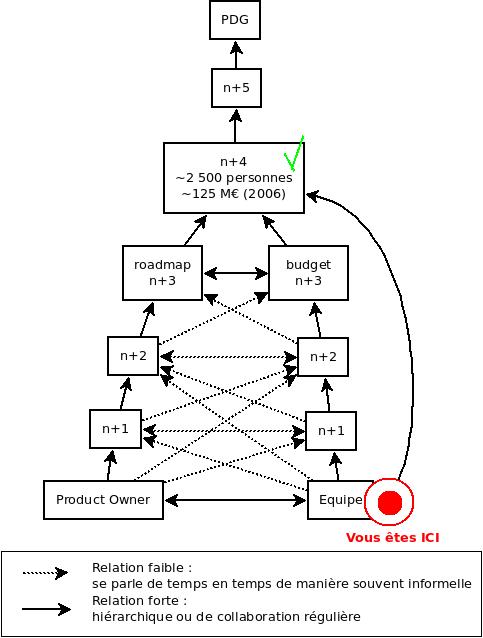 PDG
n+5
n+4
~2 500 personnes
~125 M€ (2006)
roadmap
n+3
budget
n+3
n+2
n+2
n+1
n+1
Product Owner
Equipe
Vous êtes ICI
Relation faible :
se parle de temps en temps de manière souvent informelle
Relation forte :
hiérarchique ou de collaboration régulière